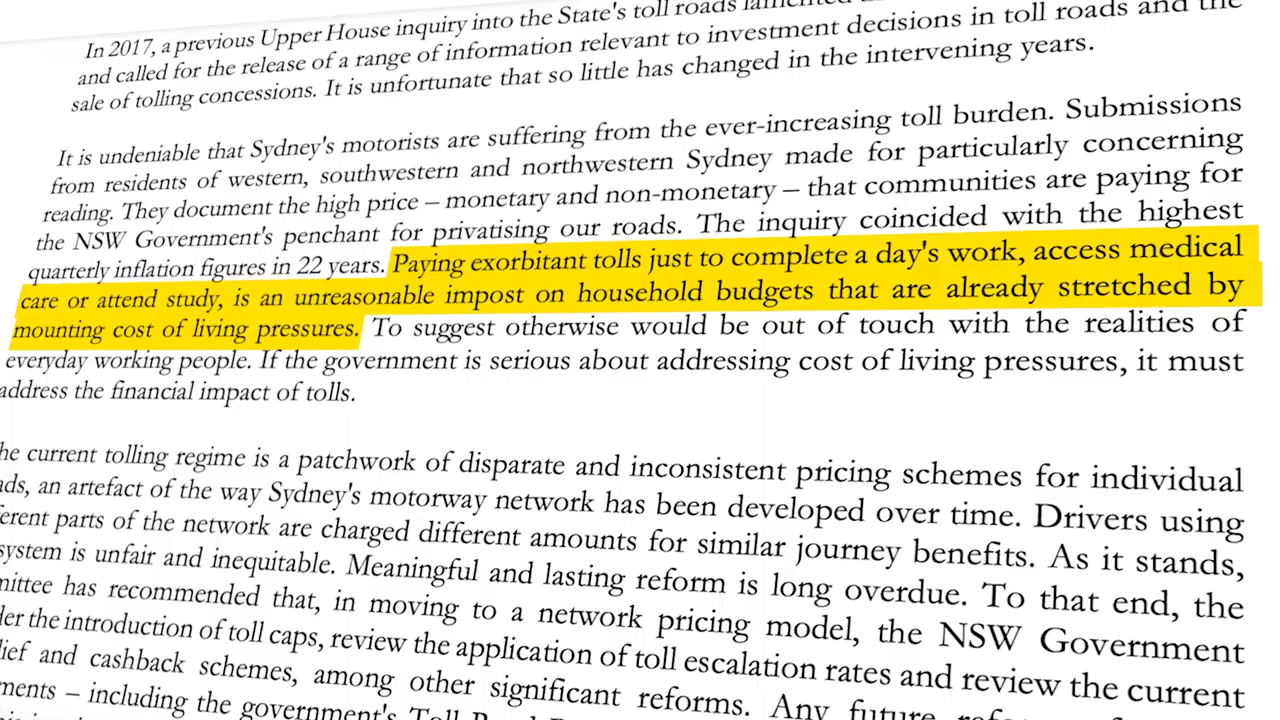 In 2017, a previous Upper House inquiry into the State's toll roads lamented
and called for the release of a range of information relevant to investment decisions in toll roads and the
sale of tolling concessions. It is unfortunate that so little has changed in the intervening years.
It is undeniable that Sydney's motorists are suffering from the ever-increasing toll burden. Submissions
from residents of western, southwestern and northwestern Sydney made for particularly concerning
reading. They document the high price – monetary and non-monetary – that communities are paying for
the NSW Government's penchant for privatising our roads. The inquiry coincided with the highest
quarterly inflation figures in 22 years. Paying exorbitant tolls just to complete a day's work, access medical
care or attend study, is an unreasonable impost on household budgets that are already stretched by
mounting cost of living pressures. To suggest otherwise would be out of touch with the realities of
everyday working people. If the government is serious about addressing cost of living pressures, it must
address the financial impact of tolls.
he current tolling regime is a patchwork of disparate and inconsistent pricing schemes for individual
ads, an artefact of the way Sydney's motorway network has been developed over time. Drivers using
ferent parts of the network are charged different amounts for similar journey benefits. As it stands,
system is unfair and inequitable. Meaningful and lasting reform is long overdue. To that end, the
mittee has recommended that, in moving to a network pricing model, the NSW Government
der the introduction of toll caps, review the application of toll escalation rates and review the current
lief and cashback schemes, among other significant reforms. Any future
ments – including the government's Toll